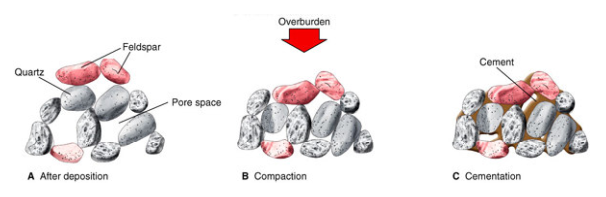 Feldspar
Quartz
Pore space
A After deposition
Overburden
B Compaction
Cement
C Cementation